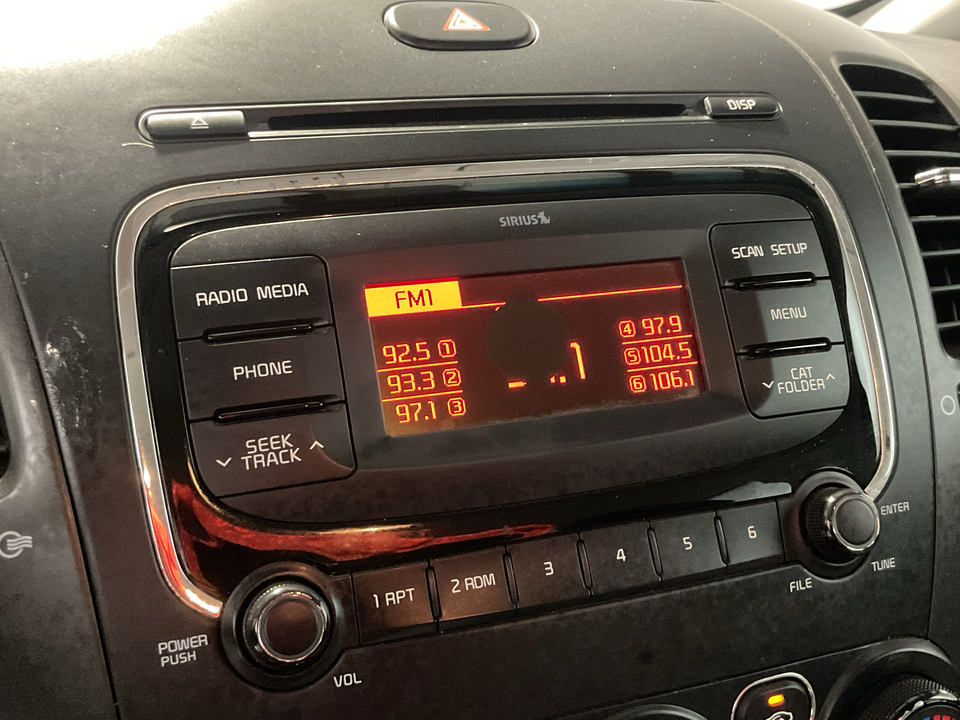 DISP
SIRIUS
RADIO MEDIA
PHONE
SEEK
TRACK
FM1
92.5 1
93.3 2
97.1 3
.1
4 97.9
5 104.5
6 106.1
SCAN SETUP
MENU
CAT
FOLDER
1 RPT
2 RDM
3
4
5
6
ENTER
TUNE
FILE
POWER
PUSH
VOL